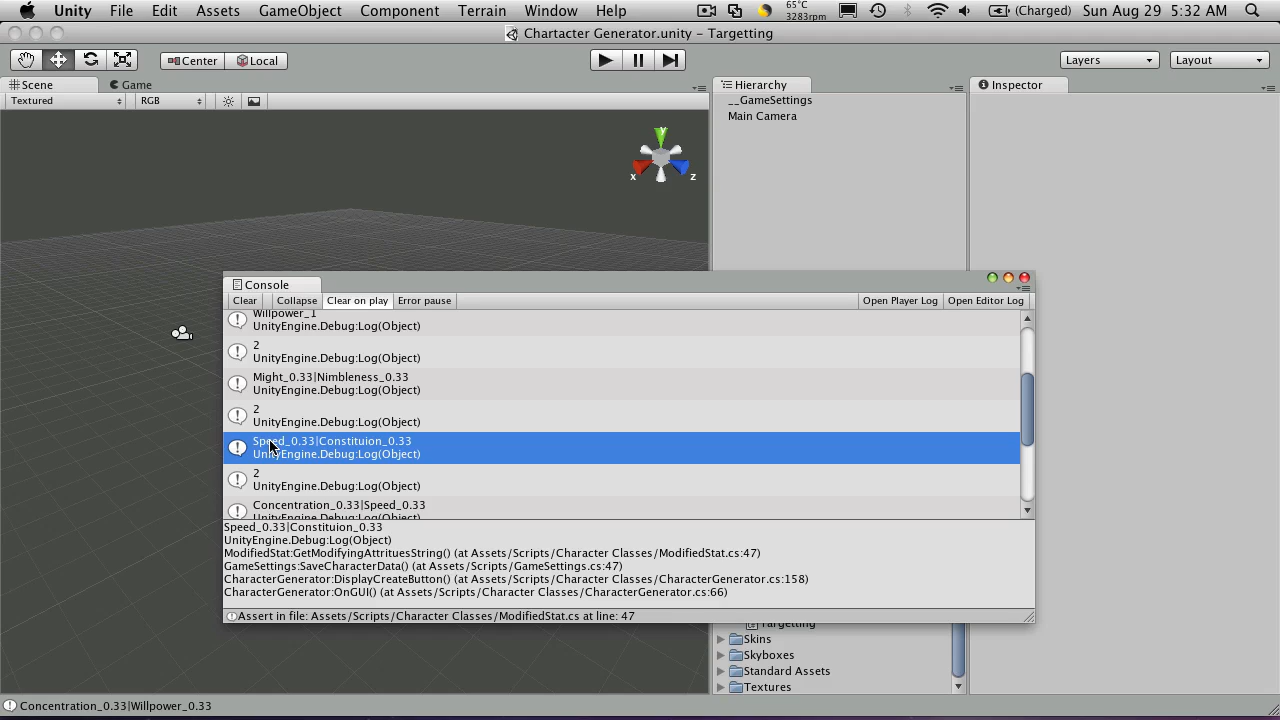 Unity File Edit Assets GameObject Component Terrain Window Help 65°C 3283rpm (Charged) Sun Aug 29 5:32 AM
Chartacter Generator.unity – Targetting
Center Local Layers Layout
Scene Game Hierarchy Inspector
Textured RGB
__GameSettings
Main Camera
y
x z
Console
Clear Collapse Clear on play Error pause Open Player Log Open Editor Log
Willpower_1
UnityEngine.Debug:Log(Object)
2
UnityEngine.Debug:Log(Object)
Might_0.33|Nimbleness_0.33
UnityEngine.Debug:Log(Object)
2
UnityEngine.Debug:Log(Object)
Speed_0.33|Constituion_0.33
UnityEngine.Debug:Log(Object)
2
UnityEngine.Debug:Log(Object)
Concentration_0.33|Speed_0.33
UnityEngine.Debug:Log(Object)
Speed_0.33|Constituion_0.33
UnityEngine.Debug:Log(Object)
ModifiedStat:GetModifyingAttrituesString() (at Assets/Scripts/Character Classes/ModifiedStat.cs:47)
GameSettings:SaveCharacterData() (at Assets/Scripts/GameSettings.cs:47)
CharacterGenerator:DisplayCreateButton() (at Assets/Scripts/Character Classes/CharacterGenerator.cs:158)
CharacterGenerator:OnGUI() (at Assets/Scripts/Character Classes/CharacterGenerator.cs:66)
Assert in file: Assets/Scripts/Character Classes/ModifiedStat.cs at line: 47
Targetting
Skins
Skyboxes
Standard Assets
Textures
Concentration_0.33|Willpower_0.33